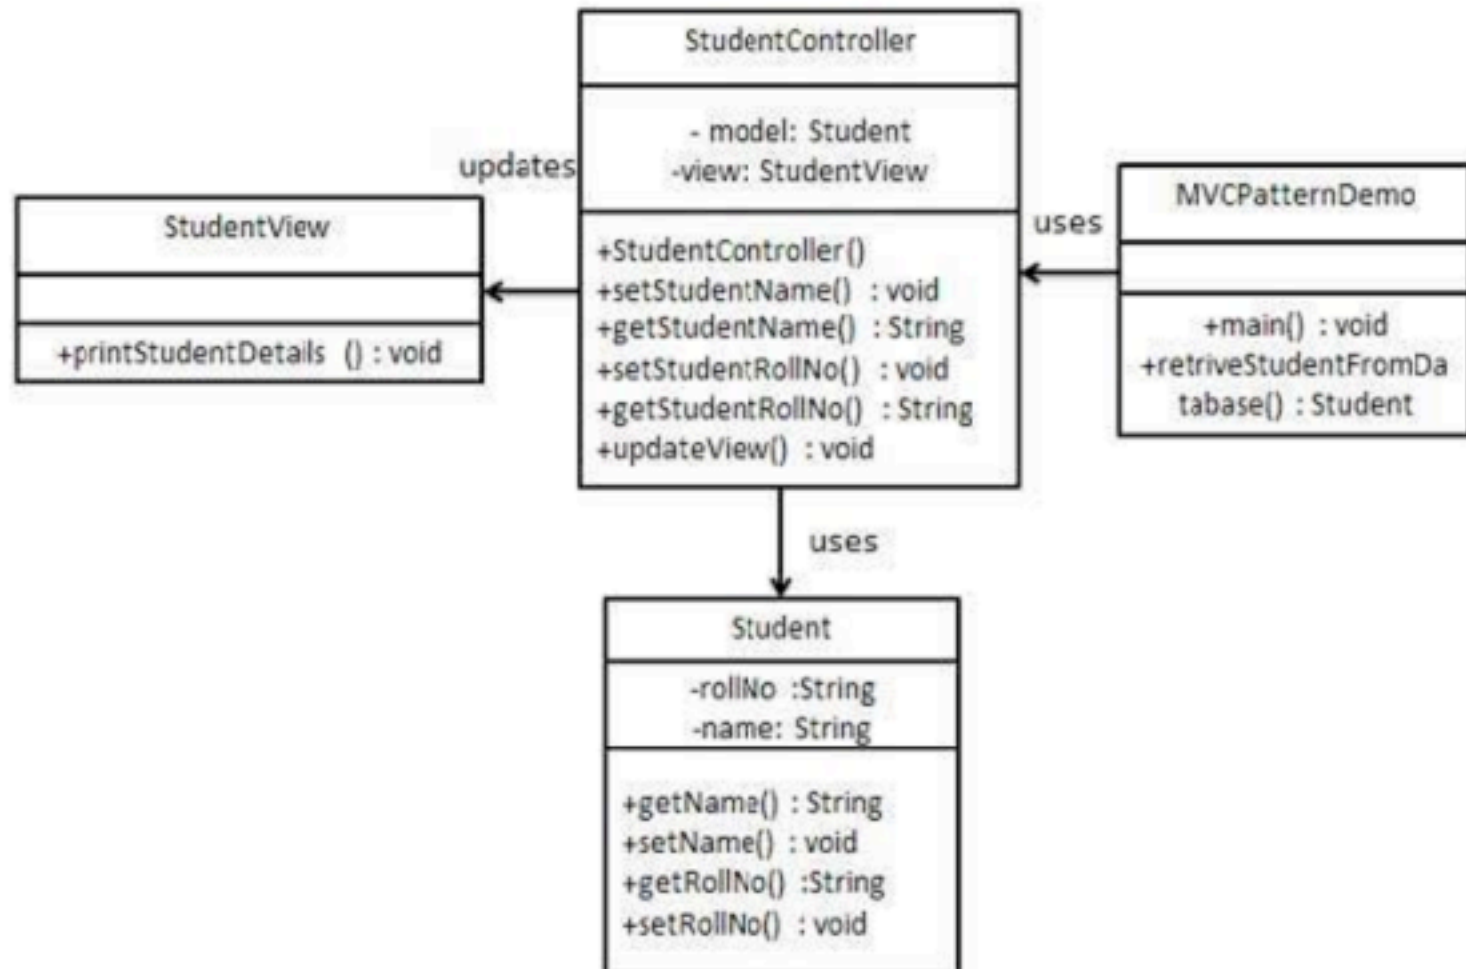 StudentController
- model: Student
-view: StudentView
+StudentController()
+setStudentName() : void
+getStudentName() : String
+setStudentRollNo() : void
+getStudentRollNo() : String
+updateView() : void
updates
StudentView
+printStudentDetails () : void
uses
MVCPatternDemo
+main() : void
+retriveStudentFromDa
tabase() : Student
uses
Student
-rollNo :String
-name: String
+getName() : String
+setName() : void
+getRollNo() :String
+setRollNo() : void